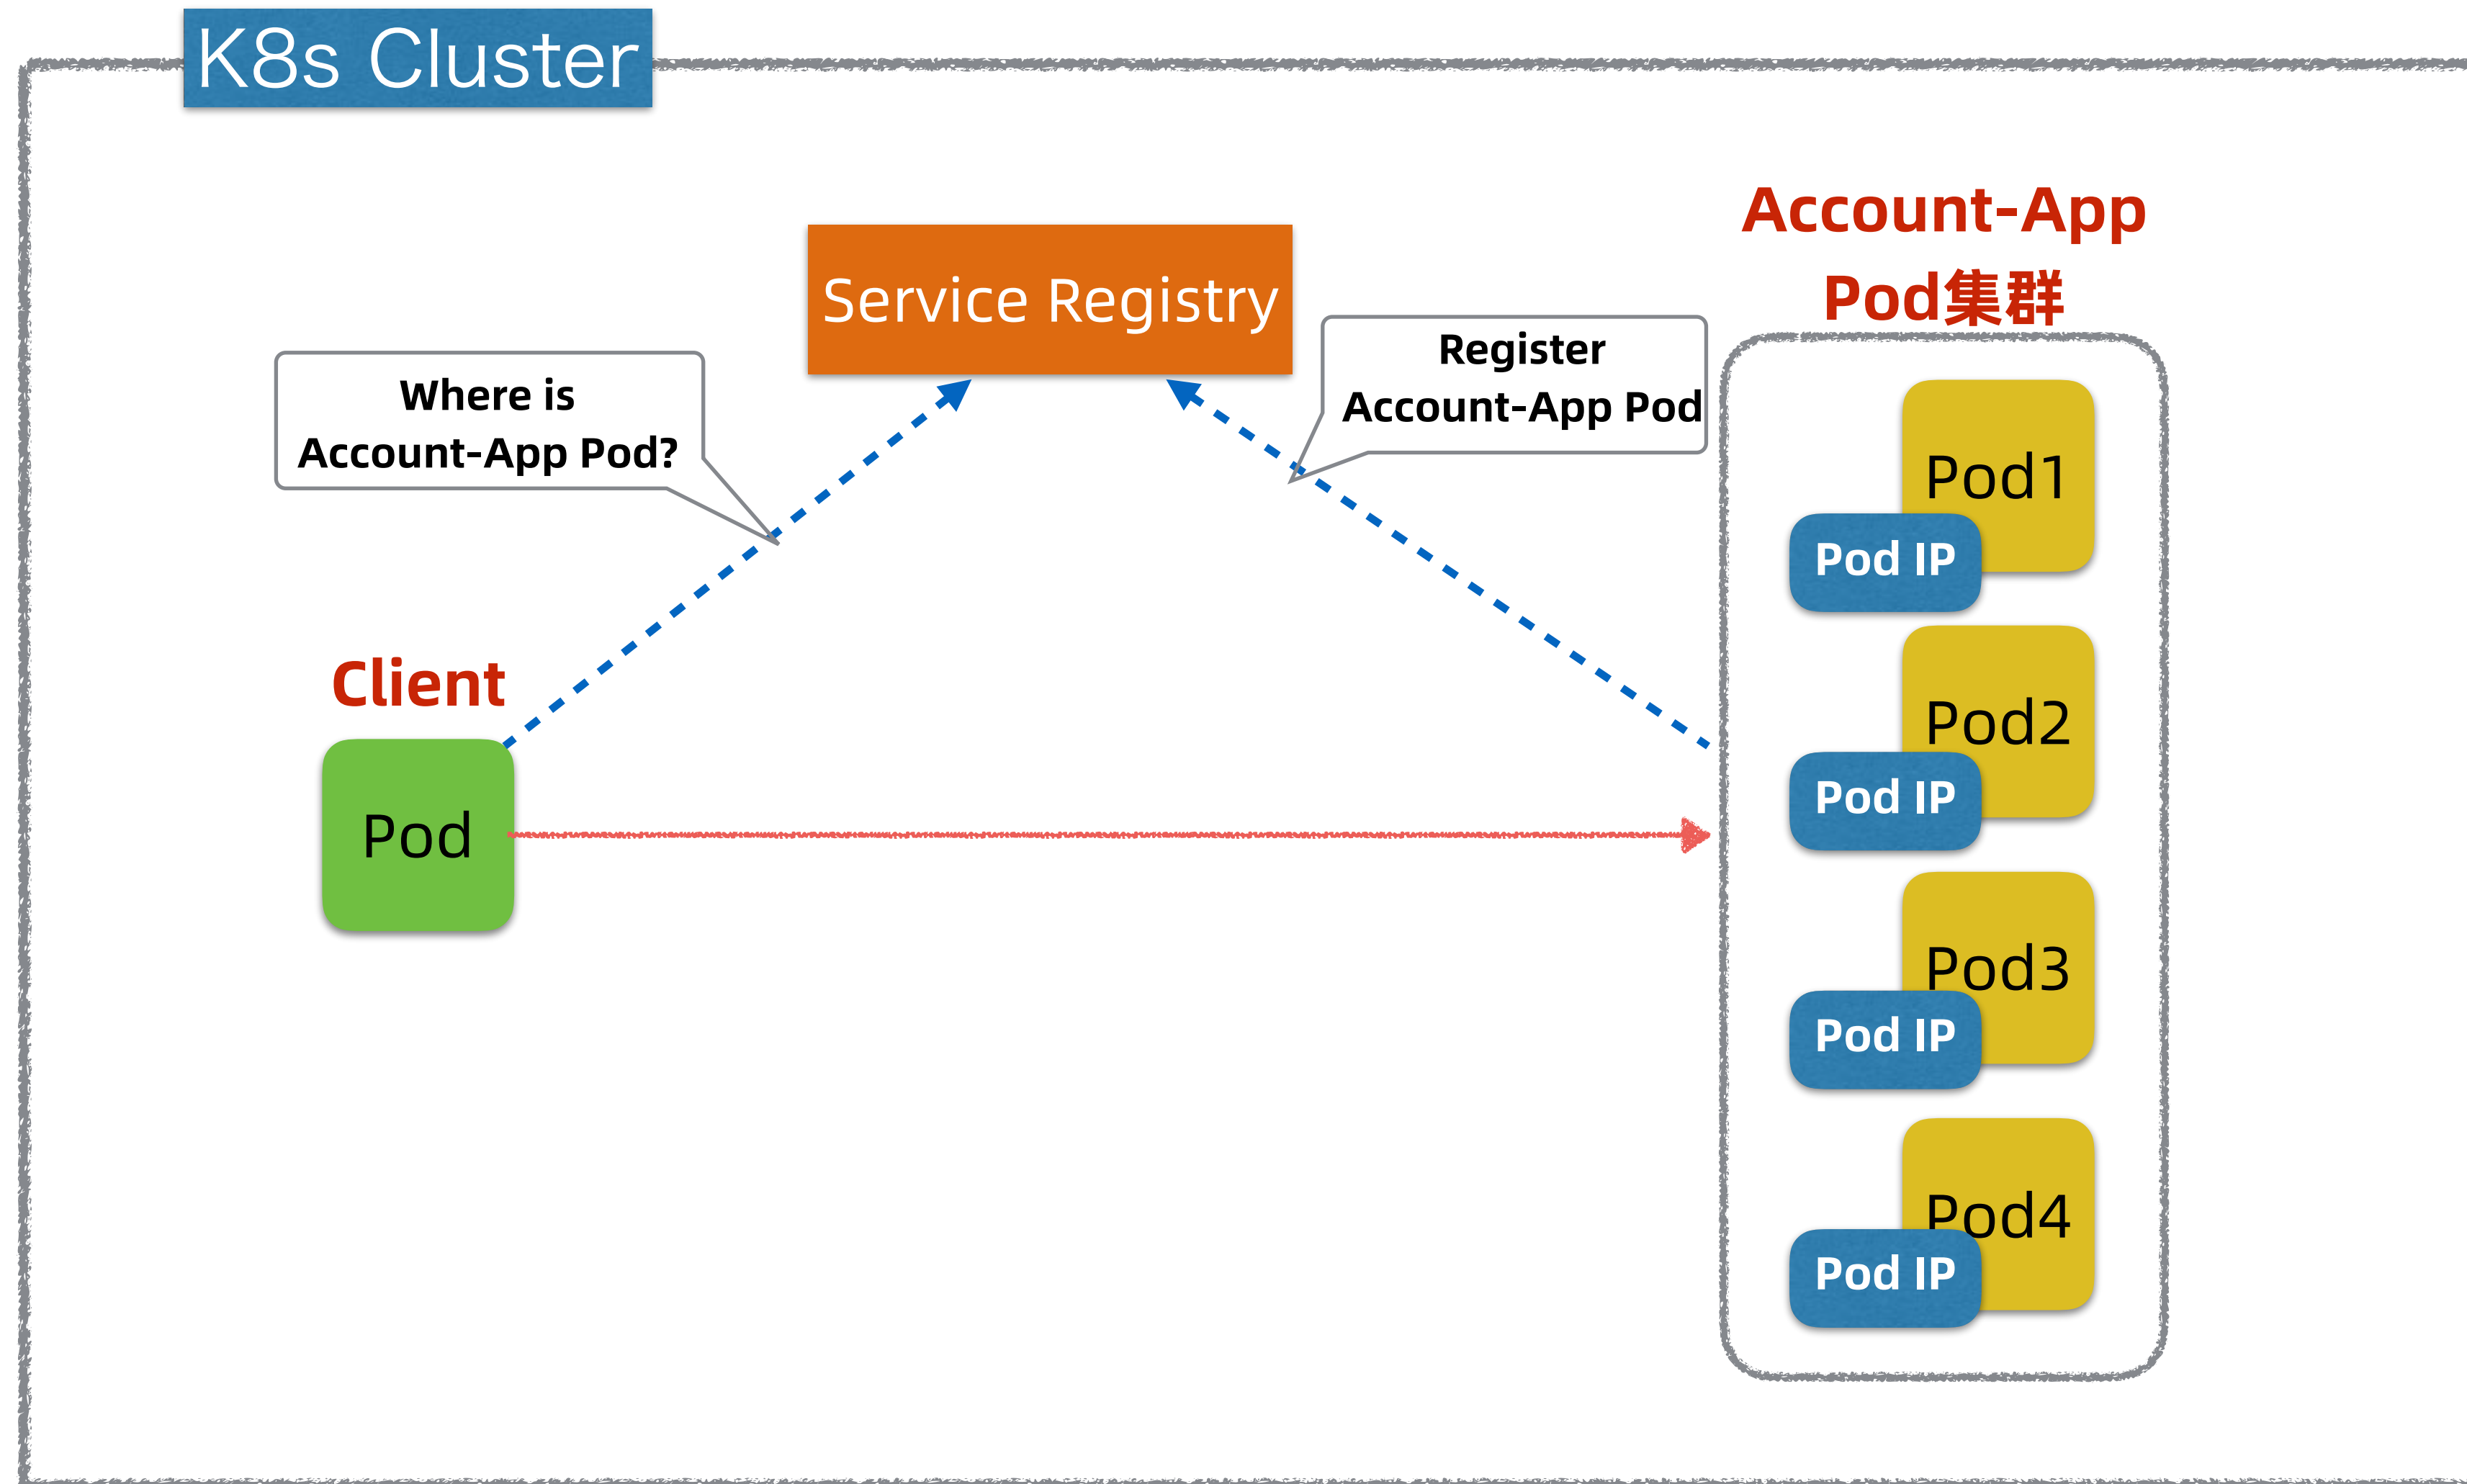 K8s Cluster
Account-App
Pod集群
Service Registry
Where is
Account-App Pod?
Register
Account-App Pod
Client
Pod
Pod1
Pod IP
Pod2
Pod IP
Pod3
Pod IP
Pod4
Pod IP